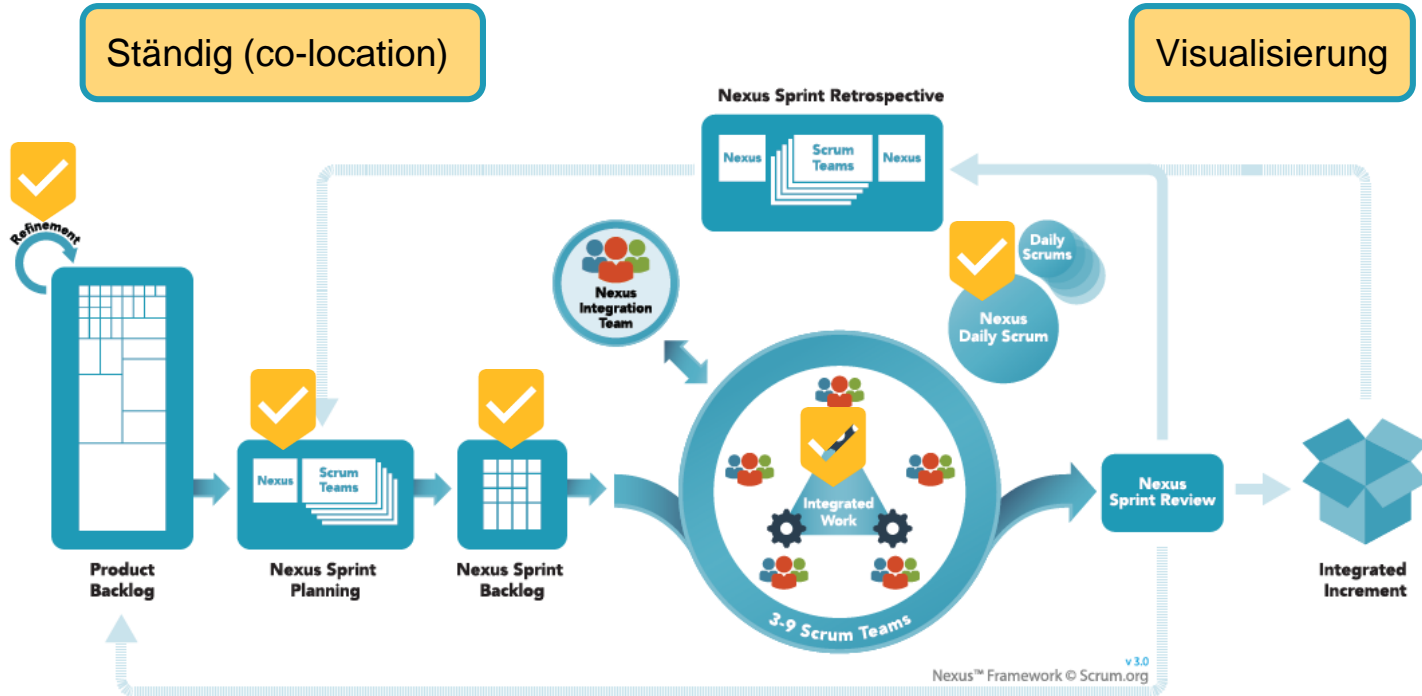 Ständig (co-location)
Visualisierung
Nexus Sprint Retrospective
Nexus
Scrum
Teams
Nexus
Refinement
Daily
Scrums
Nexus
Daily Scrum
Nexus
Integration
Team
Nexus
Scrum
Teams
Integrated
Work
Nexus
Sprint Review
Product
Backlog
Nexus Sprint
Planning
Nexus Sprint
Backlog
Integrated
Increment
3-9 Scrum Teams
v 3.0
Nexus™ Framework © Scrum.org